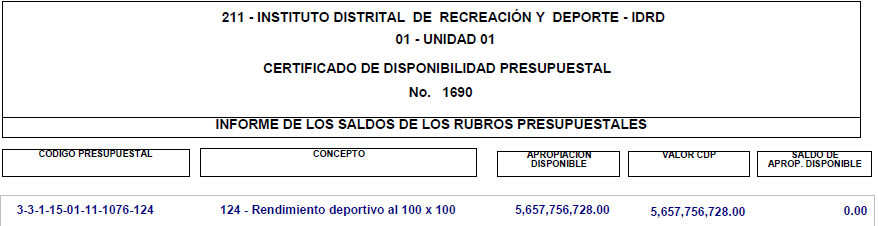 211 - INSTITUTO DISTRITAL DE RECREACIÓN Y DEPORTE - IDRD
01 - UNIDAD 01
CERTIFICADO DE DISPONIBILIDAD PRESUPUESTAL
No. 1690
INFORME DE LOS SALDOS DE LOS RUBROS PRESUPUESTALES
CODIGO PRESUPUESTAL CONCEPTO APROPIACION DISPONIBLE VALOR CDP SALDO DE APROP. DISPONIBLE
3-3-1-15-01-11-1076-124 124 - Rendimiento deportivo al 100 x 100 5,657,756,728.00 5,657,756,728.00 0.00